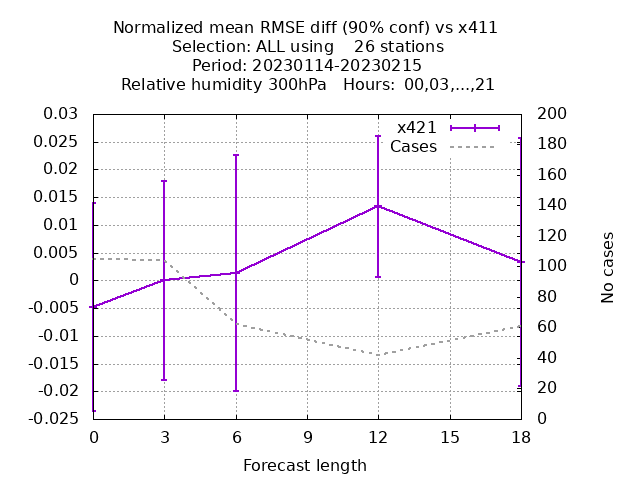 Normalized mean RMSE diff (90% conf) vs x411
Selection: ALL using    26 stations
Period: 20230114-20230215
Relative humidity 300hPa   Hours: 00,03,...,21
x421
Cases
0.03
0.025
0.02
0.015
0.01
0.005
0
-0.005
-0.01
-0.015
-0.02
-0.025
200
180
160
140
120
100
80
60
40
20
0
No cases
0 3 6 9 12 15 18
Forecast length